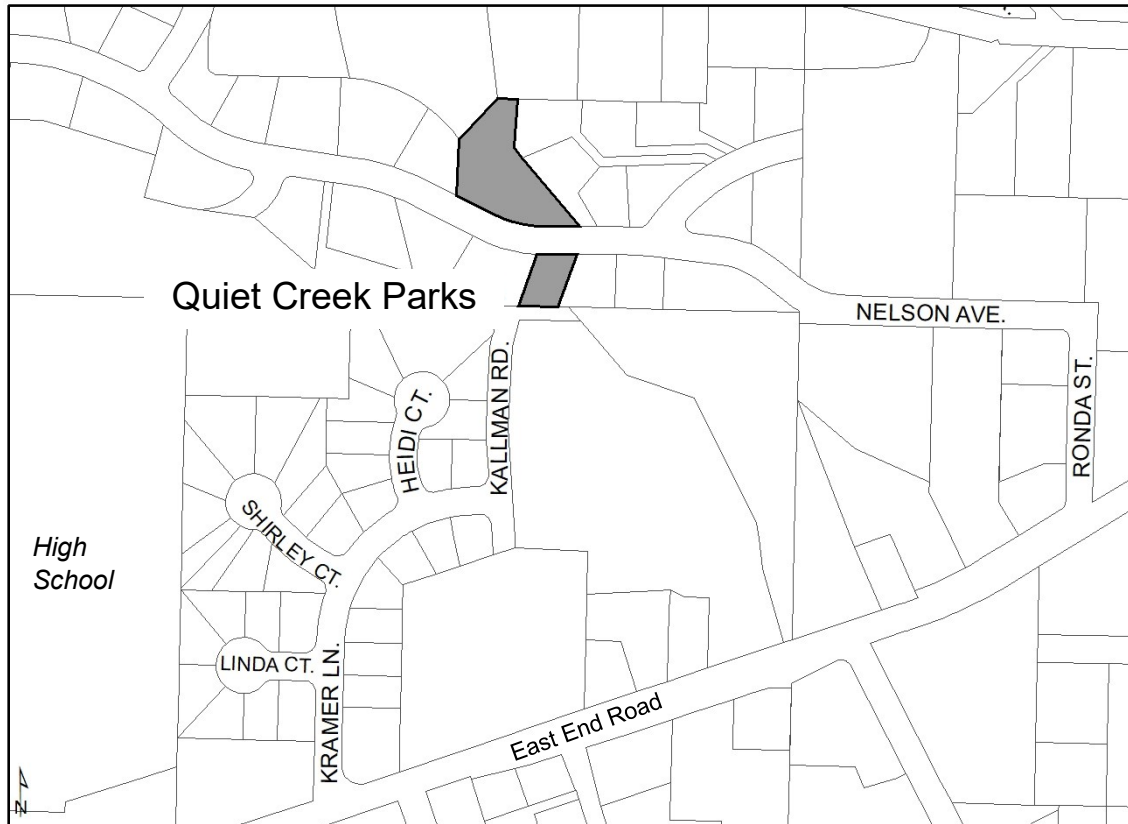 Quiet Creek Parks
NELSON AVE.
KALLMAN RD.
RONDA ST.
HEIDI CT.
SHIRLEY CT.
High
School
LINDA CT.
KRAMER LN.
East End Road
N